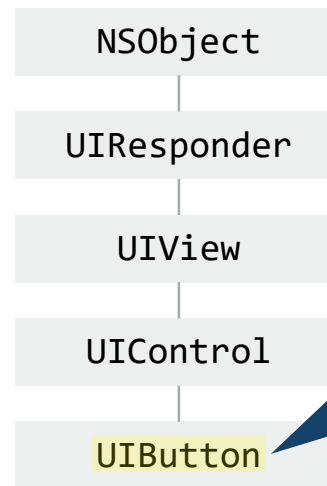 NSObject
UIResponder
UIView
UIControl
UIButton